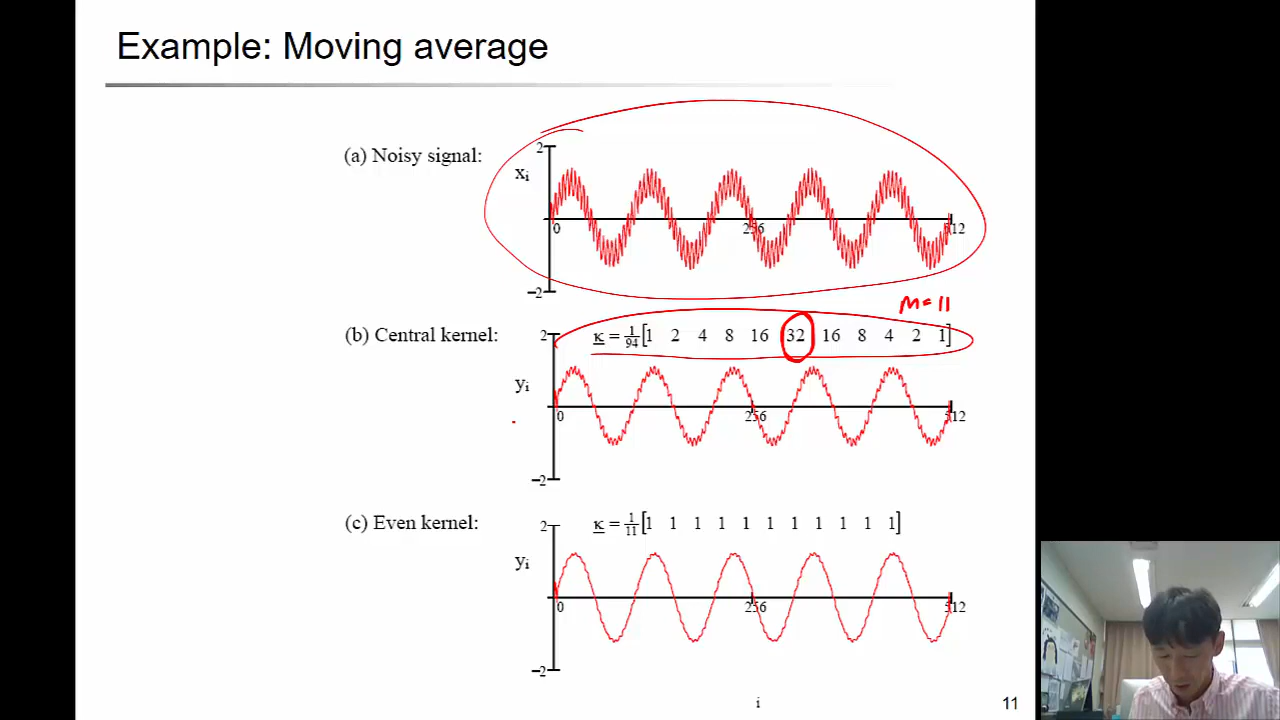 Example: Moving average
(a) Noisy signal:
2
xᵢ
0
256
512
−2
M=11
(b) Central kernel:
2
κ = 1/94 [1 2 4 8 16 32 16 8 4 2 1]
yᵢ
0
256
512
−2
(c) Even kernel:
2
κ = 1/11 [1 1 1 1 1 1 1 1 1 1 1]
yᵢ
0
256
512
−2
i
11